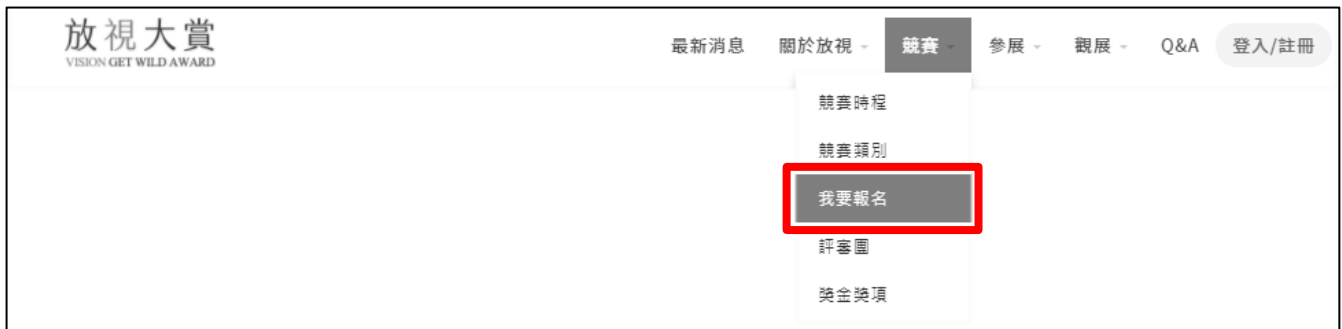 放視大賞
VISION GET WILD AWARD
最新消息 關於放視 競賽 參展 觀展 Q&A 登入/註冊
競賽時程
競賽類別
我要報名
評審團
獎金獎項